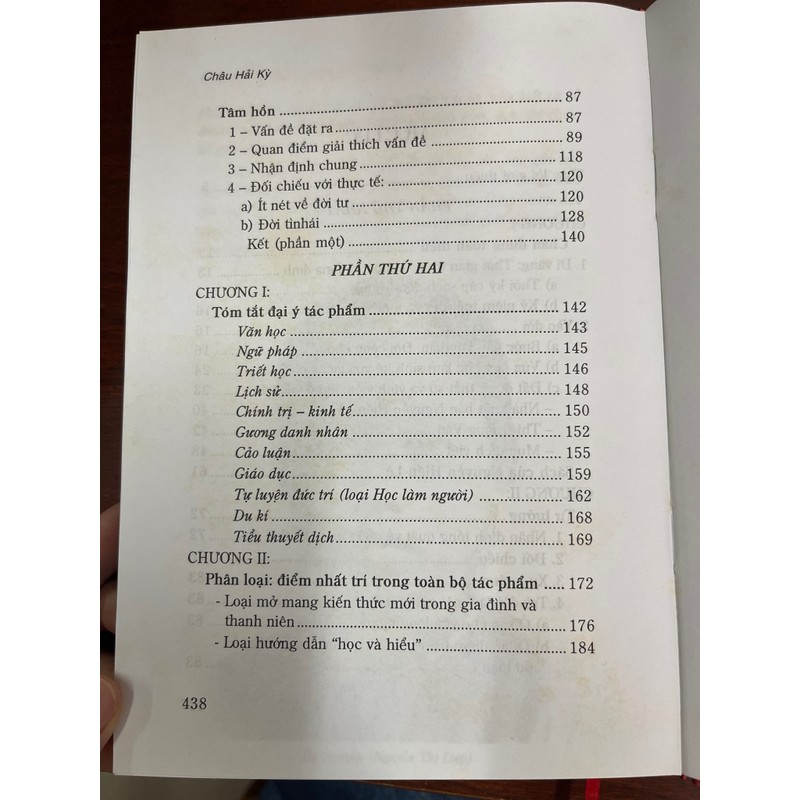 Châu Hải Kỳ
Tâm hồn ........ 87
1 – Vấn đề đặt ra ........ 87
2 – Quan điểm giải thích vấn đề ........ 89
3 – Nhận định chung ........ 118
4 – Đối chiếu với thực tế: ........ 120
a) Ít nét về đời tư ........ 120
b) Đời tìnhái ........ 128
Kết (phần một) ........ 140
PHẦN THỨ HAI
CHƯƠNG I:
Tóm tắt đại ý tác phẩm ........ 142
Văn học ........ 143
Ngữ pháp ........ 145
Triết học ........ 146
Lịch sử ........ 148
Chính trị – kinh tế ........ 150
Gương danh nhân ........ 152
Cảo luận ........ 155
Giáo dục ........ 159
Tự luyện đức trí (loại Học làm người) ........ 162
Du kí ........ 168
Tiểu thuyết dịch ........ 169
CHƯƠNG II:
Phân loại: điểm nhất trí trong toàn bộ tác phẩm ..... 172
- Loại mở mang kiến thức mới trong gia đình và
thanh niên ........ 176
- Loại hướng dẫn “học và hiểu” ........ 184
438